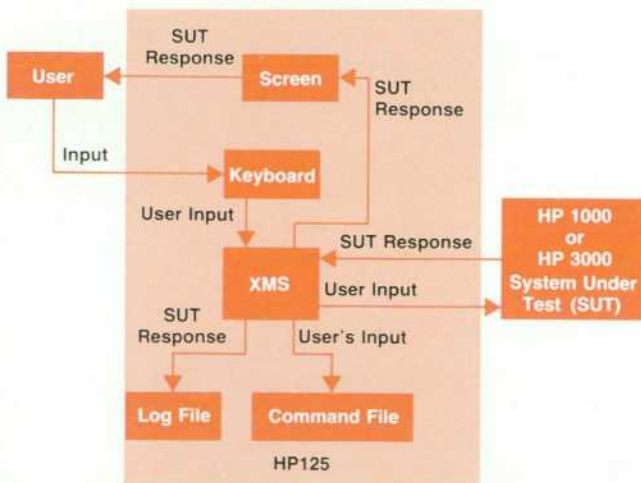 SUT
Response
User
Screen
SUT
Response
Input
Keyboard
User Input
HP 1000
or
HP 3000
System Under
Test (SUT)
SUT Response
XMS
User Input
SUT
Response
User's Input
Log File
Command File
HP125